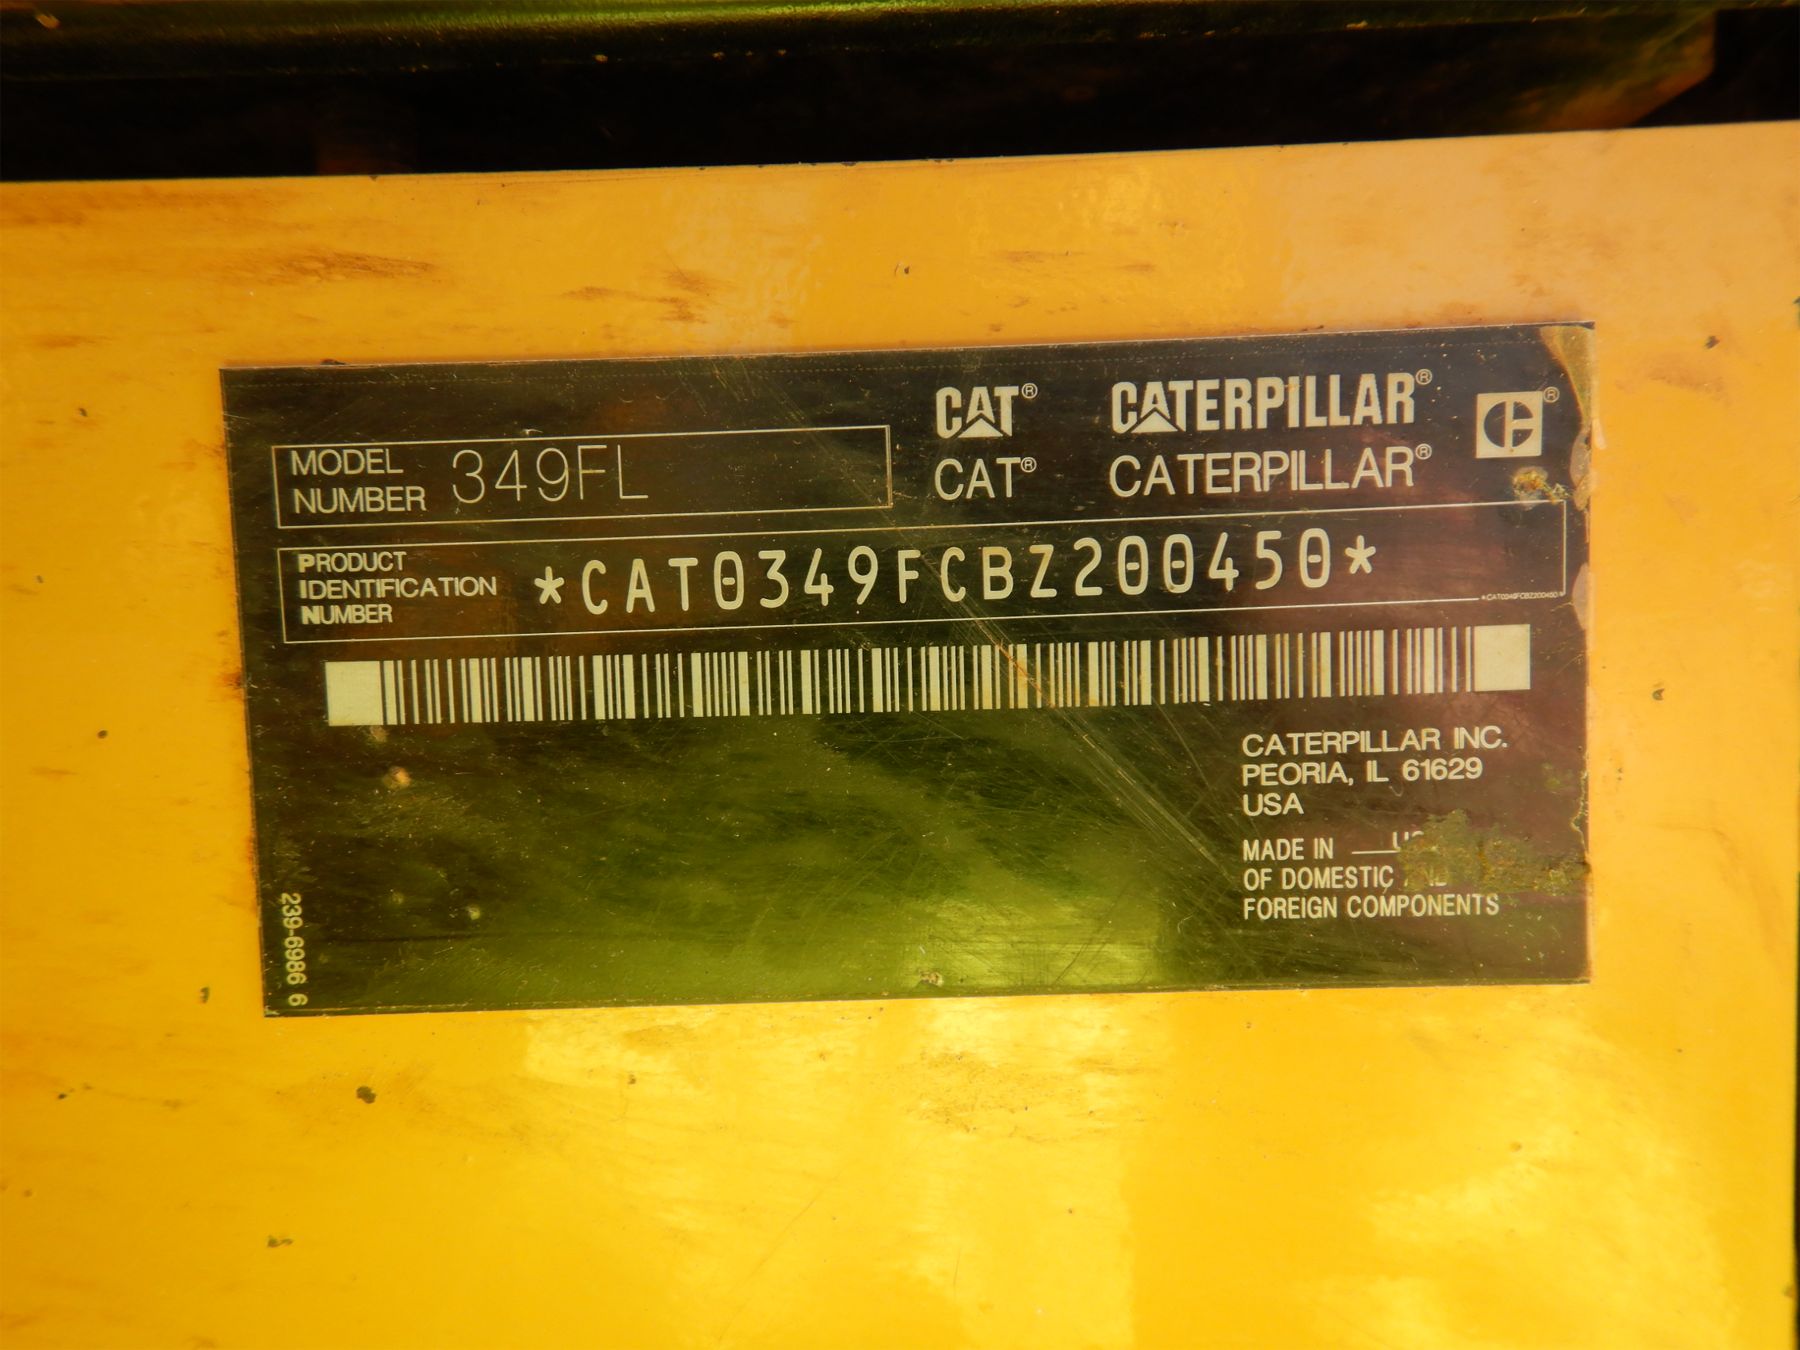 CAT® CATERPILLAR® ®
MODEL NUMBER 349FL
CAT® CATERPILLAR®
PRODUCT IDENTIFICATION NUMBER *CAT0349FCBZ200450*
*CAT0349FCBZ200450*
CATERPILLAR INC.
PEORIA, IL 61629
USA
MADE IN
OF DOMESTIC
FOREIGN COMPONENTS
239-6986 6